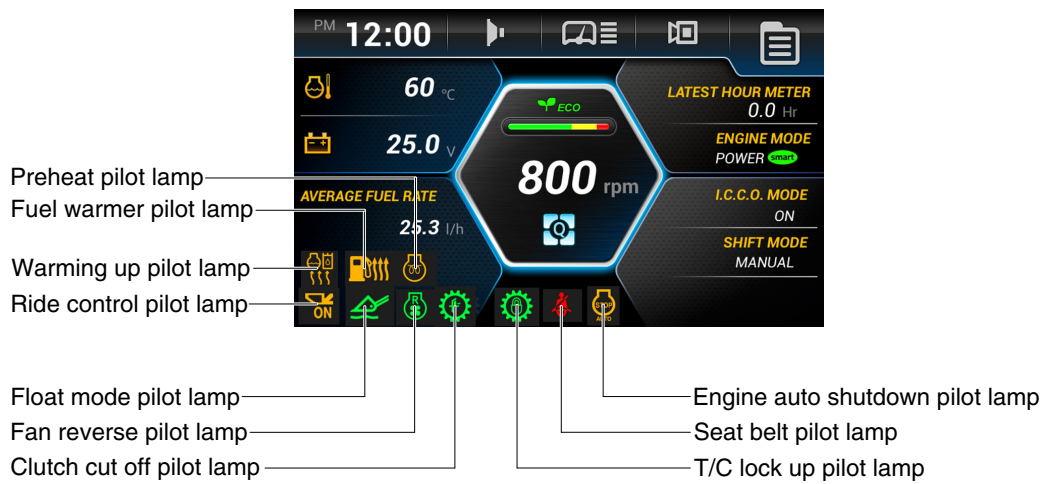 PM 12:00
60 °C
25.0 V
AVERAGE FUEL RATE
25.3 l/h
ECO
800 rpm
Q
LATEST HOUR METER
0.0 Hr
ENGINE MODE
POWER smart
I.C.C.O. MODE
ON
SHIFT MODE
MANUAL
ON
R
STOP
AUTO
Preheat pilot lamp
Fuel warmer pilot lamp
Warming up pilot lamp
Ride control pilot lamp
Float mode pilot lamp
Fan reverse pilot lamp
Clutch cut off pilot lamp
Engine auto shutdown pilot lamp
Seat belt pilot lamp
T/C lock up pilot lamp